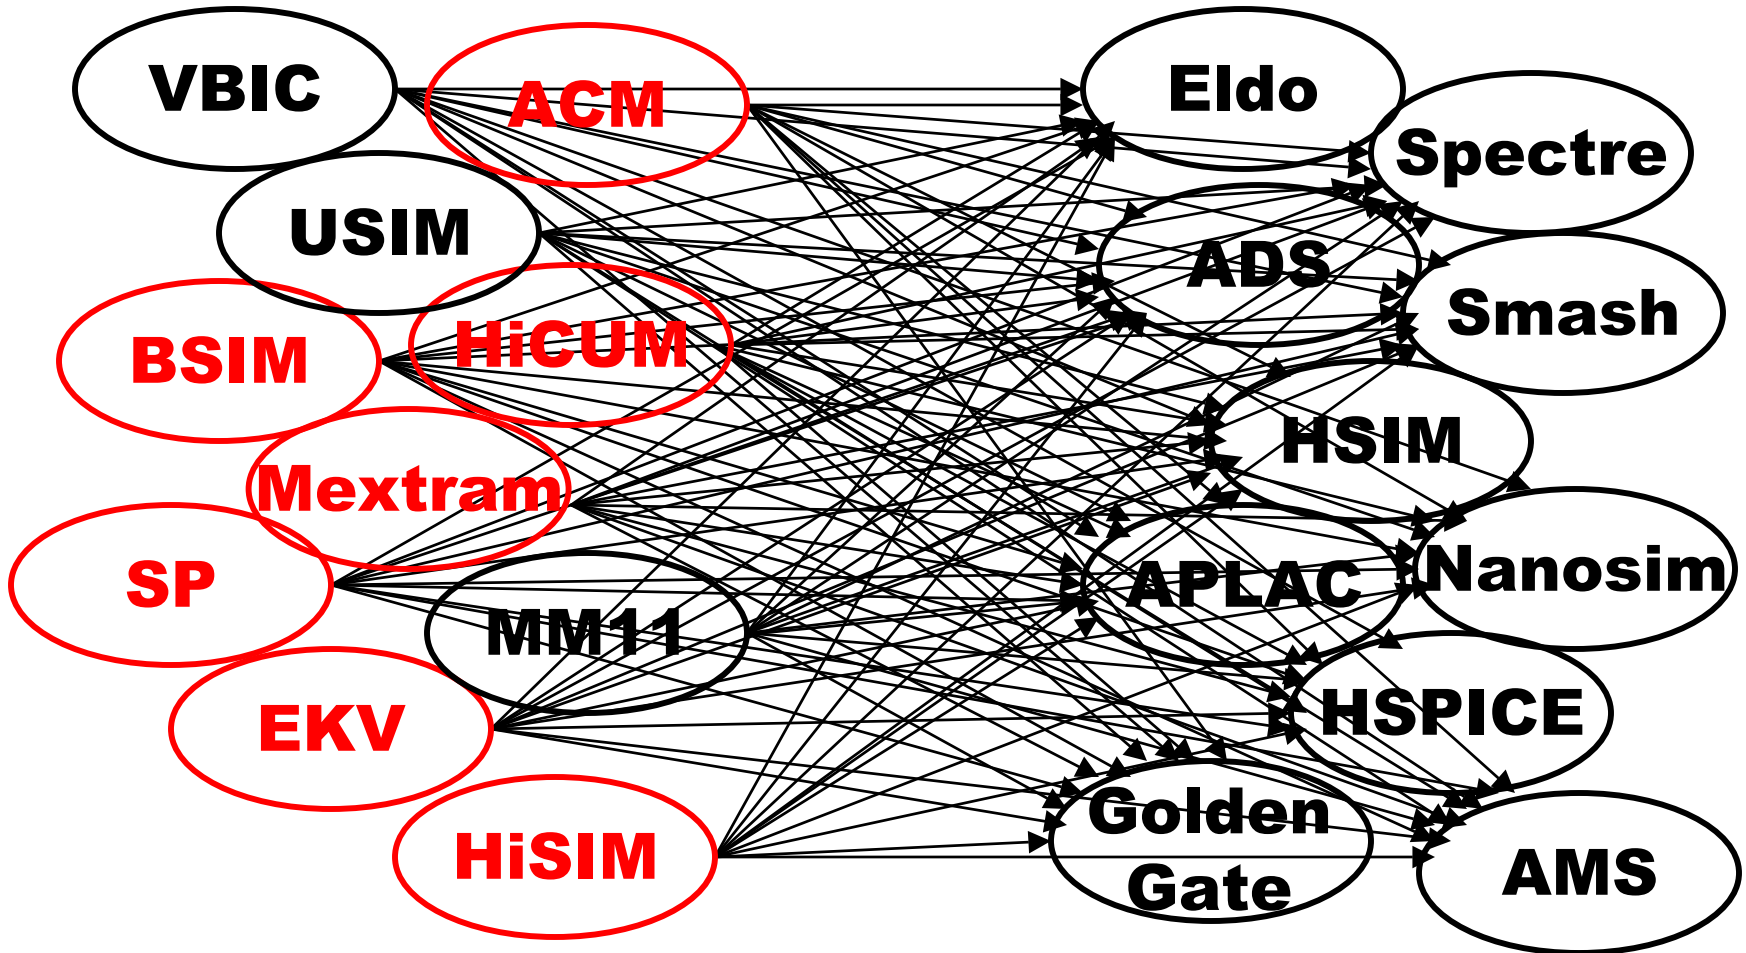 VBIC
ACM
USIM
BSIM
HiCUM
Mextram
SP
MM11
EKV
HiSIM
Eldo
Spectre
ADS
Smash
HSIM
Nanosim
APLAC
HSPICE
Golden
Gate
AMS